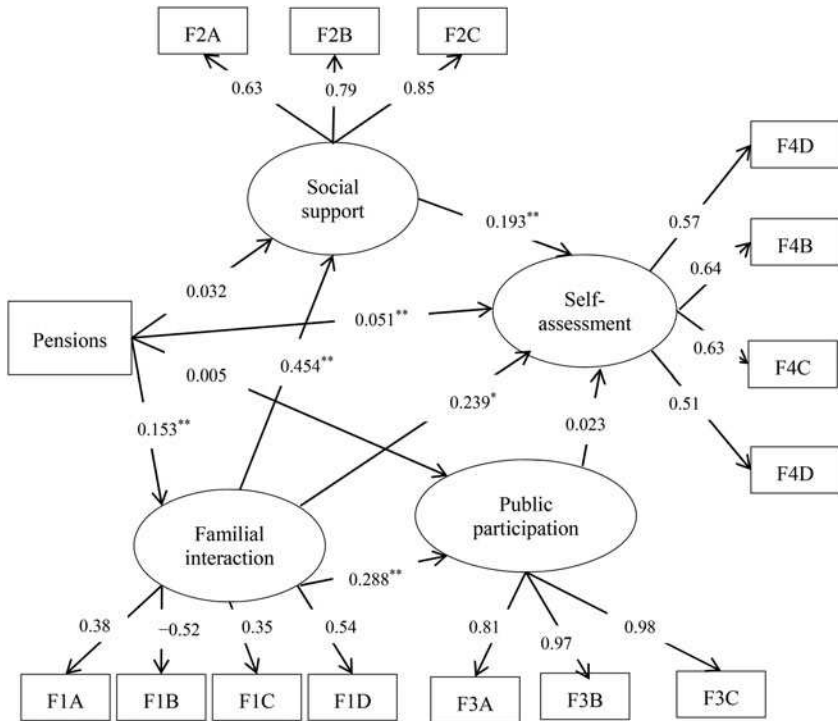 F2A
F2B
F2C
0.63
0.79
0.85
F4D
Social
support
0.193**
0.57
F4B
0.64
0.032
Self-
assessment
0.051**
Pensions
0.63
F4C
0.005
0.454**
0.239*
0.51
0.153**
0.023
F4D
Public
participation
Familial
interaction
0.288**
0.38
−0.52
0.35
0.54
0.81
0.97
0.98
F1A
F1B
F1C
F1D
F3A
F3B
F3C